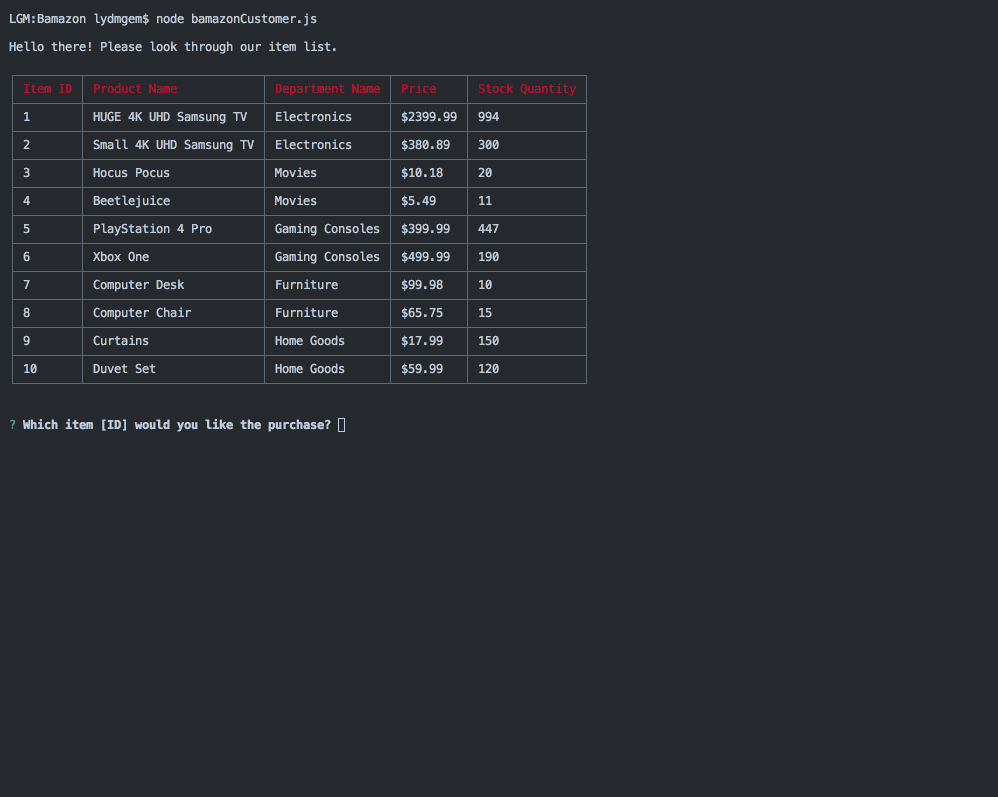 LGM:Bamazon lydmgem$ node bamazonCustomer.js
Hello there! Please look through our item list.
Item ID Product Name Department Name Price Stock Quantity
1 HUGE 4K UHD Samsung TV Electronics $2399.99 994
2 Small 4K UHD Samsung TV Electronics $380.89 300
3 Hocus Pocus Movies $10.18 20
4 Beetlejuice Movies $5.49 11
5 PlayStation 4 Pro Gaming Consoles $399.99 447
6 Xbox One Gaming Consoles $499.99 190
7 Computer Desk Furniture $99.98 10
8 Computer Chair Furniture $65.75 15
9 Curtains Home Goods $17.99 150
10 Duvet Set Home Goods $59.99 120
? Which item [ID] would you like the purchase?